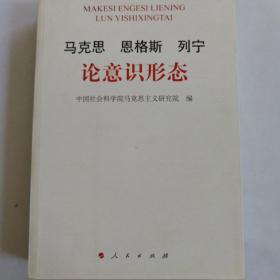 MAKESI ENGESI LIENING
LUN YISHIXINGTAI
马克思 恩格斯 列宁
论意识形态
中国社会科学院马克思主义研究院 编
人民出版社